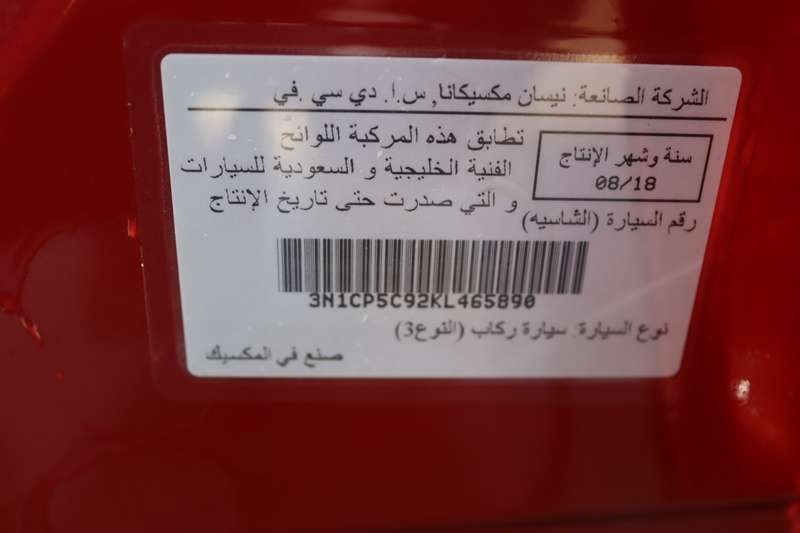 الشركة الصانعة: نيسان مكسيكانا, س.ا. دي سي .في
سنة وشهر الإنتاج
08/18
تطابق هذه المركبة اللوائح
الفنية الخليجية و السعودية للسيارات
و التي صدرت حتى تاريخ الإنتاج
رقم السيارة (الشاسيه)
3N1CP5C92KL465890
نوع السيارة: سيارة ركاب (النوع3)
صنع في المكسيك